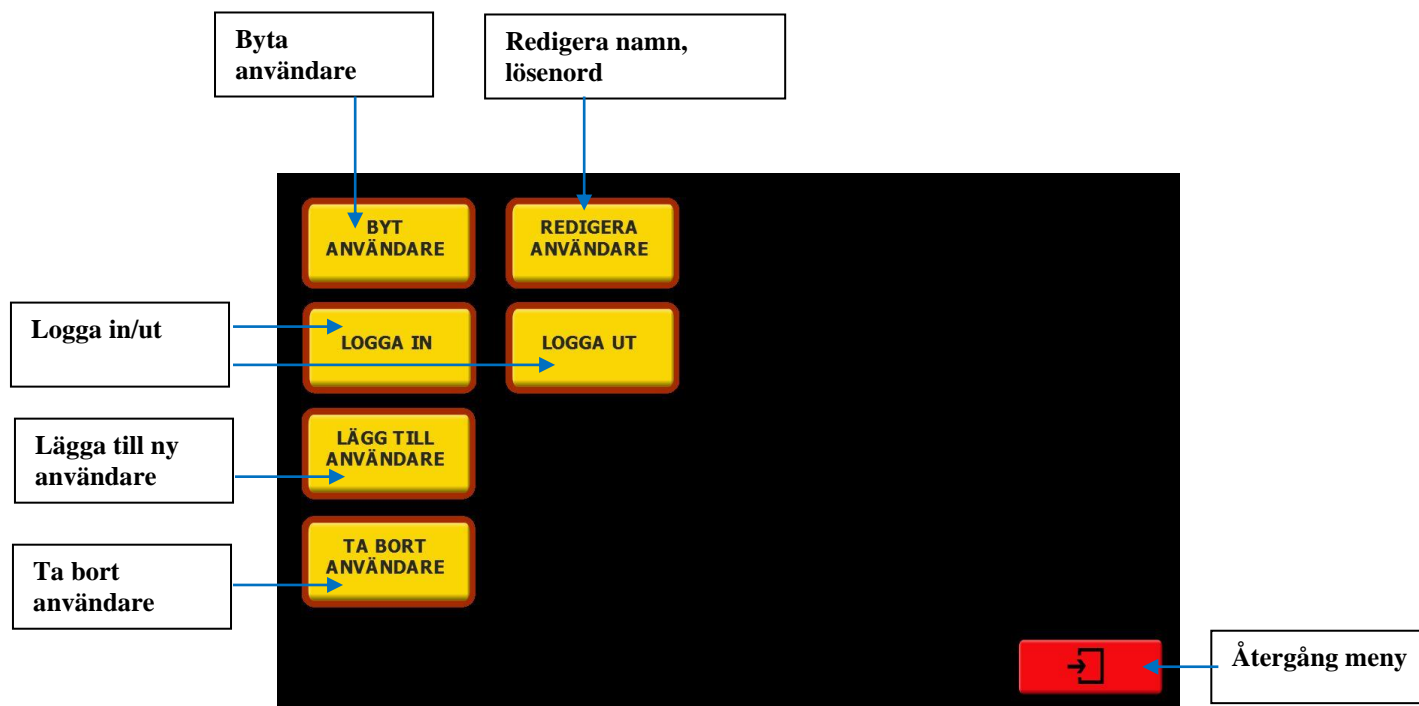 Byta
användare
Redigera namn,
lösenord
BYT
ANVÄNDARE
REDIGERA
ANVÄNDARE
Logga in/ut
LOGGA IN
LOGGA UT
Lägga till ny
användare
LÄGG TILL
ANVÄNDARE
Ta bort
användare
TA BORT
ANVÄNDARE
Återgång meny